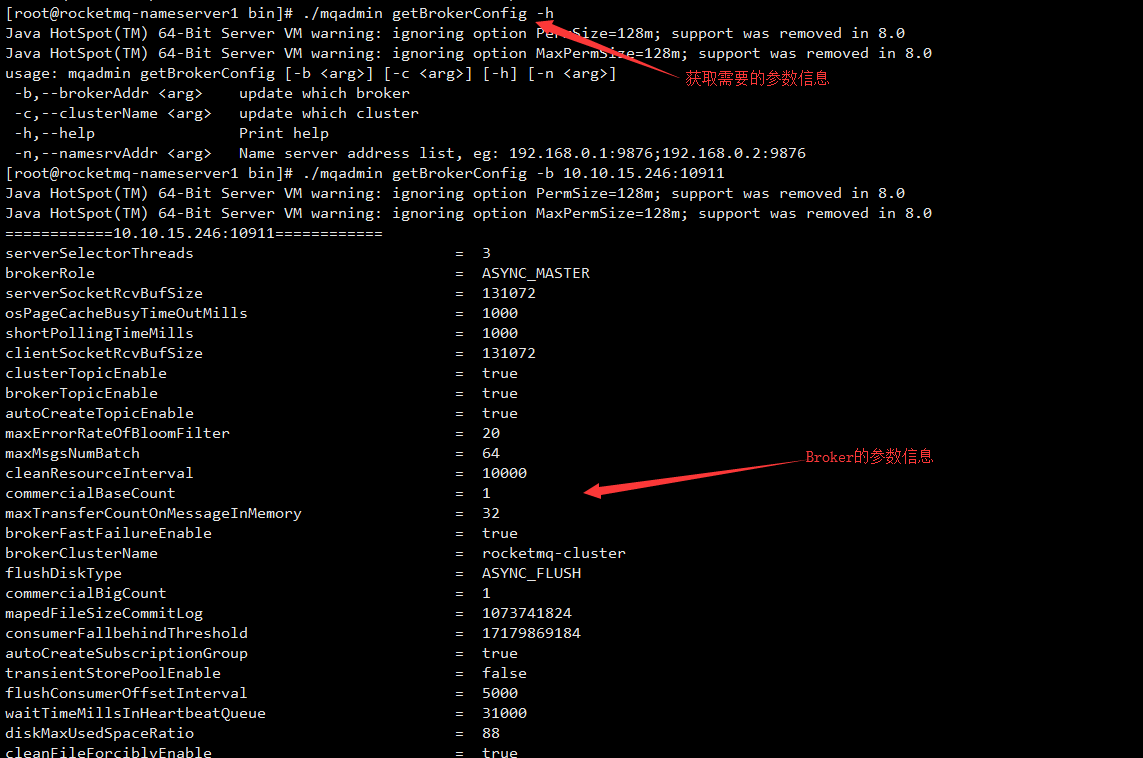 [root@rocketmq-nameserver1 bin]# ./mqadmin getBrokerConfig -h
Java HotSpot(TM) 64-Bit Server VM warning: ignoring option PermSize=128m; support was removed in 8.0
Java HotSpot(TM) 64-Bit Server VM warning: ignoring option MaxPermSize=128m; support was removed in 8.0
usage: mqadmin getBrokerConfig [-b <arg>] [-c <arg>] [-h] [-n <arg>]
获取需要的参数信息
-b,--brokerAddr <arg>    update which broker
-c,--clusterName <arg>   update which cluster
-h,--help                Print help
-n,--namesrvAddr <arg>   Name server address list, eg: 192.168.0.1:9876;192.168.0.2:9876
[root@rocketmq-nameserver1 bin]# ./mqadmin getBrokerConfig -b 10.10.15.246:10911
Java HotSpot(TM) 64-Bit Server VM warning: ignoring option PermSize=128m; support was removed in 8.0
Java HotSpot(TM) 64-Bit Server VM warning: ignoring option MaxPermSize=128m; support was removed in 8.0
============10.10.15.246:10911============
serverSelectorThreads = 3
brokerRole = ASYNC_MASTER
serverSocketRcvBufSize = 131072
osPageCacheBusyTimeOutMills = 1000
shortPollingTimeMills = 1000
clientSocketRcvBufSize = 131072
clusterTopicEnable = true
brokerTopicEnable = true
autoCreateTopicEnable = true
maxErrorRateOfBloomFilter = 20
maxMsgsNumBatch = 64
Broker的参数信息
cleanResourceInterval = 10000
commercialBaseCount = 1
maxTransferCountOnMessageInMemory = 32
brokerFastFailureEnable = true
brokerClusterName = rocketmq-cluster
flushDiskType = ASYNC_FLUSH
commercialBigCount = 1
mapedFileSizeCommitLog = 1073741824
consumerFallbehindThreshold = 17179869184
autoCreateSubscriptionGroup = true
transientStorePoolEnable = false
flushConsumerOffsetInterval = 5000
waitTimeMillsInHeartbeatQueue = 31000
diskMaxUsedSpaceRatio = 88
cleanFileForciblyEnable = true